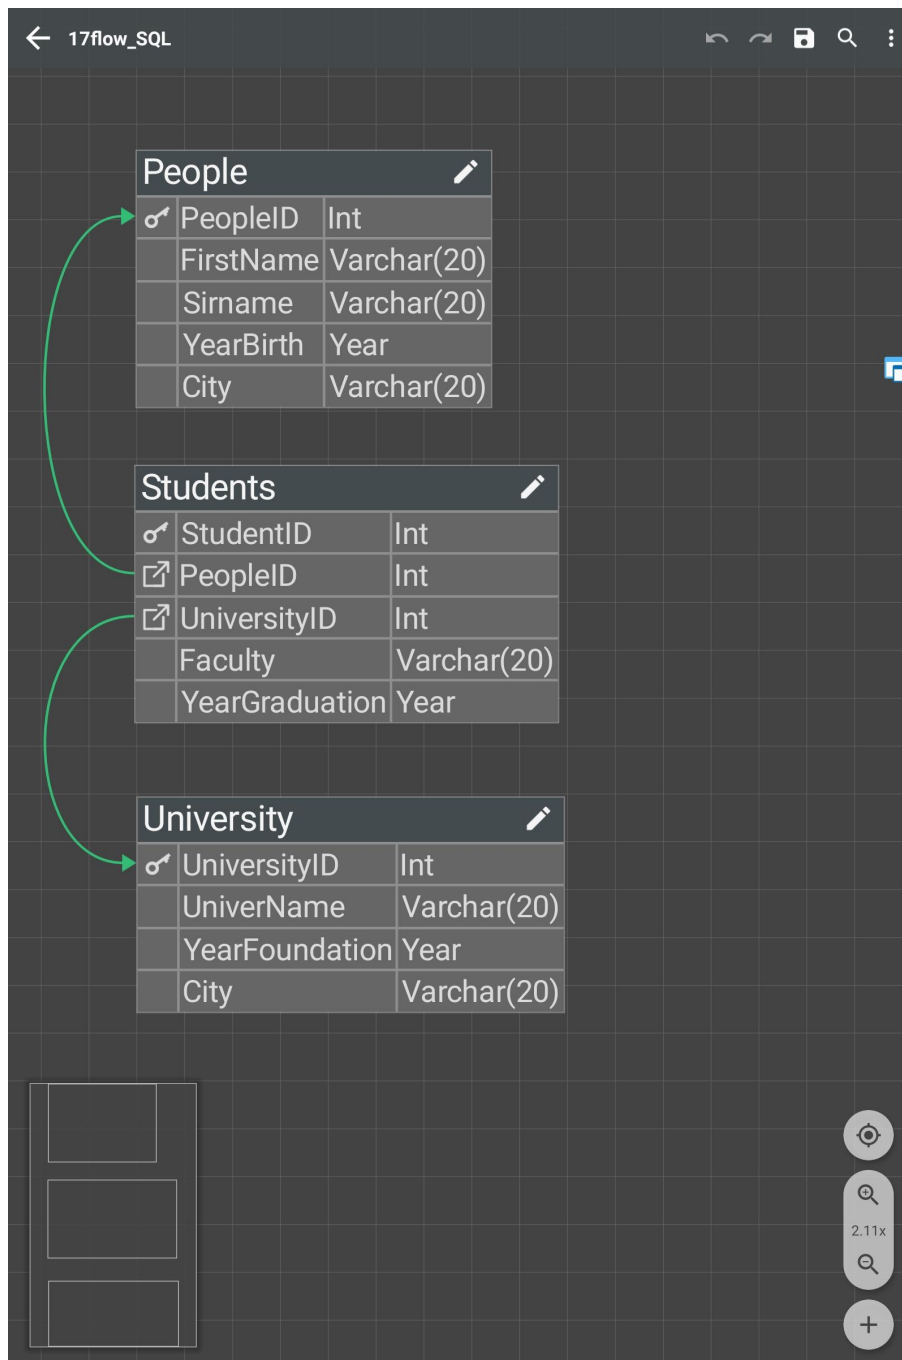 17flow_SQL
People
PeopleID Int
FirstName Varchar(20)
Sirname Varchar(20)
YearBirth Year
City Varchar(20)
Students
StudentID Int
PeopleID Int
UniversityID Int
Faculty Varchar(20)
YearGraduation Year
University
UniversityID Int
UniverName Varchar(20)
YearFoundation Year
City Varchar(20)
2.11x